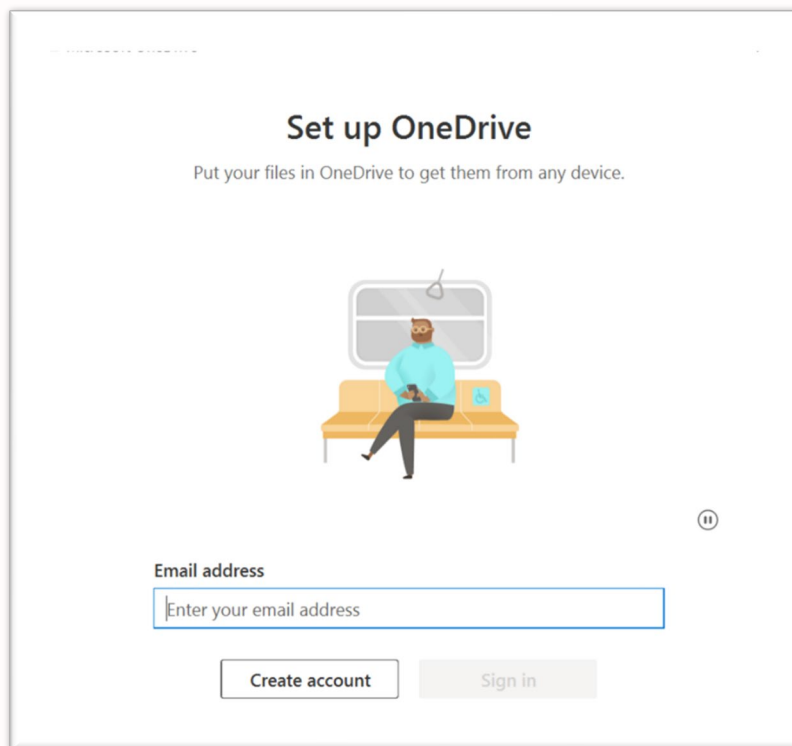 Set up OneDrive
Put your files in OneDrive to get them from any device.
Email address
Enter your email address
Create account
Sign in